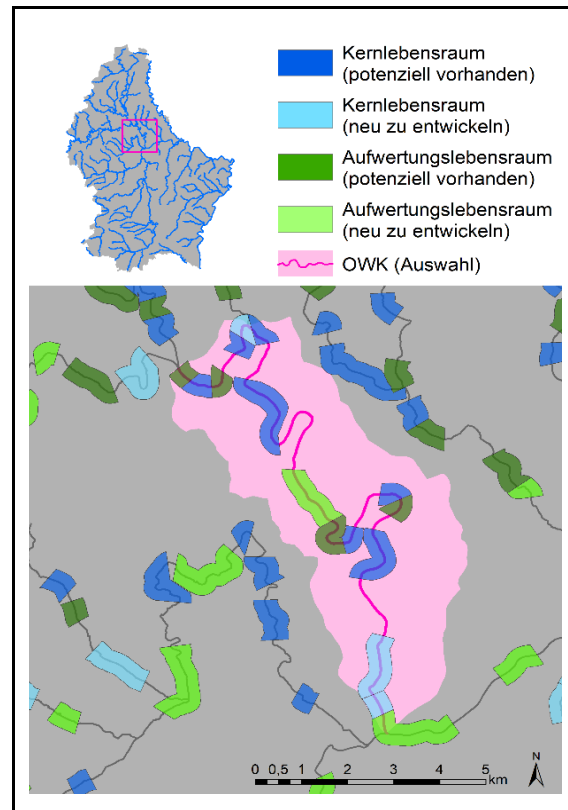 Kernlebensraum
(potenziell vorhanden)
Kernlebensraum
(neu zu entwickeln)
Aufwertungslebensraum
(potenziell vorhanden)
Aufwertungslebensraum
(neu zu entwickeln)
OWK (Auswahl)
N
0 0,5 1 2 3 4 5
km